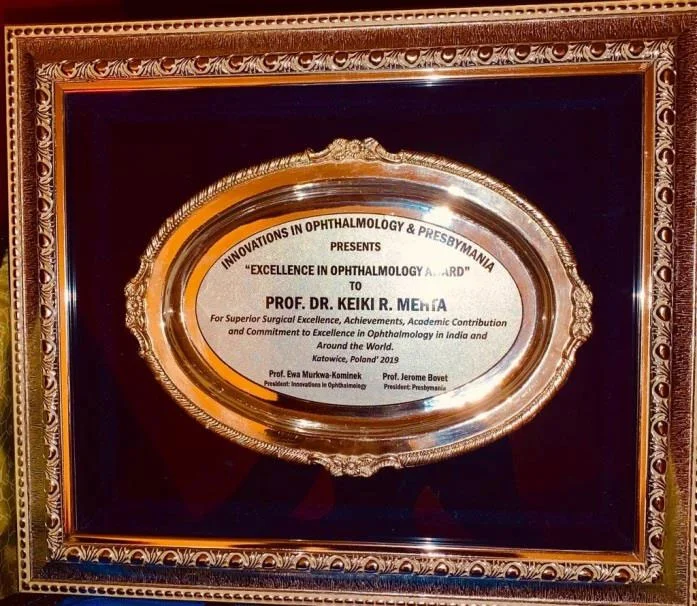 INNOVATIONS IN OPHTHALMOLOGY & PRESBYMANIA
PRESENTS
"EXCELLENCE IN OPHTHALMOLOGY AWARD"
TO
PROF. DR. KEIKI R. MEHTA
For Superior Surgical Excellence, Achievements, Academic Contribution
and Commitment to Excellence in Ophthalmology in India and
Around the World.
Katowice, Poland' 2019
Prof. Ewa Murkwa-Kominek Prof. Jerome Bovet
President: Innovations in Ophthalmology President: Presbymania